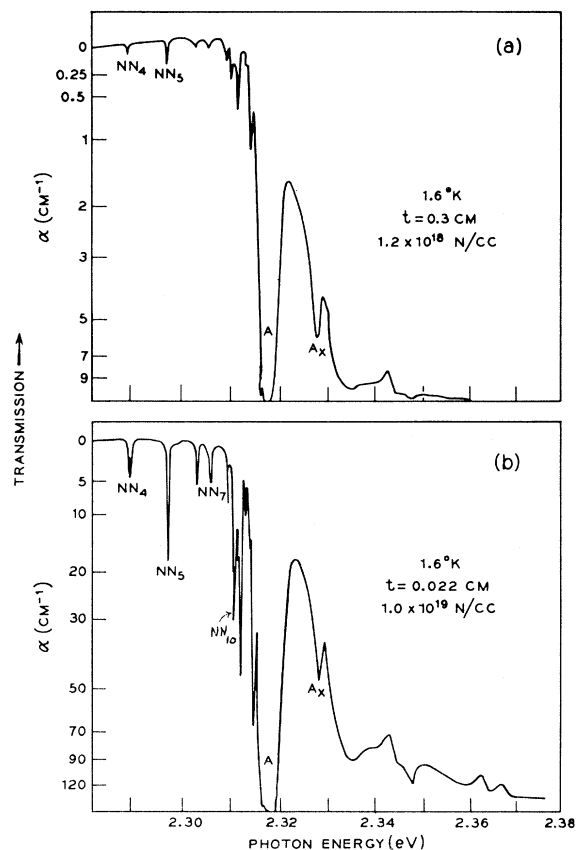 (a)
0
0.25
0.5
1
2
3
5
7
9
α (CM⁻¹)
NN₄
NN₅
A
Aₓ
1.6°K
t = 0.3 CM
1.2 x 10¹⁸ N/CC
TRANSMISSION →
(b)
0
5
10
20
30
50
70
90
120
α (CM⁻¹)
NN₄
NN₅
NN₇
NN₁₀
A
Aₓ
1.6°K
t = 0.022 CM
1.0 x 10¹⁹ N/CC
2.30
2.32
2.34
2.36
2.38
PHOTON ENERGY (eV)